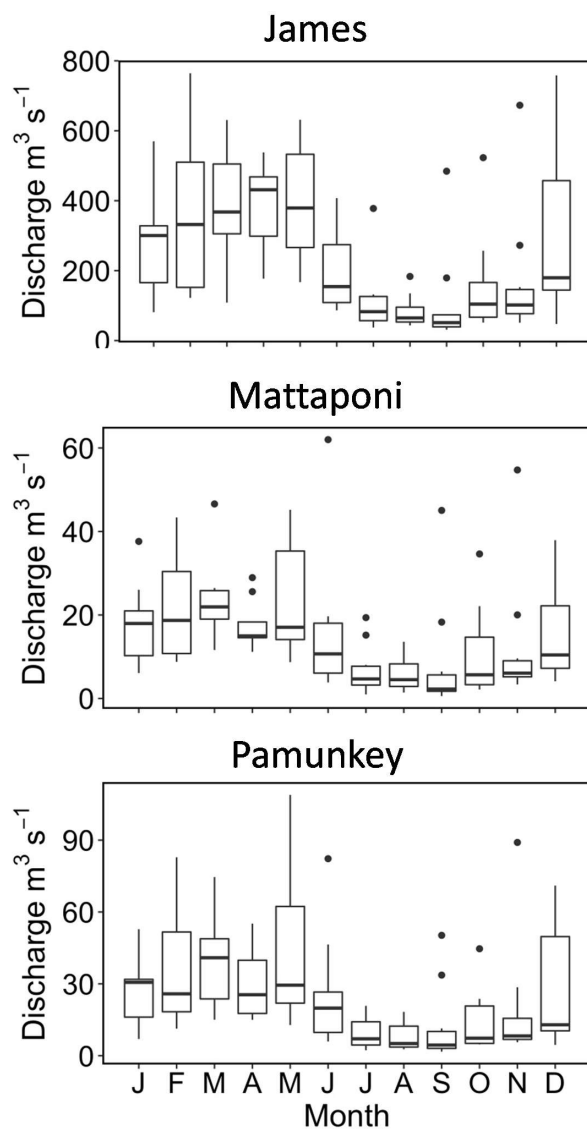 James
Discharge m³ s⁻¹
800
600
400
200
0
Mattaponi
Discharge m³ s⁻¹
60
40
20
0
Pamunkey
Discharge m³ s⁻¹
90
60
30
0
J F M A M J J A S O N D
Month